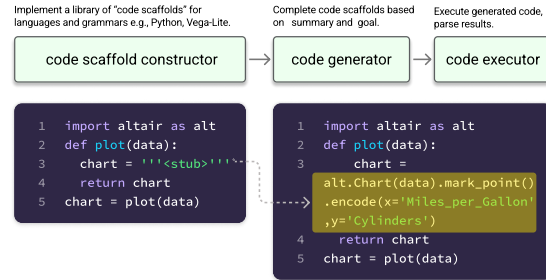 Implement a library of "code scaffolds" for
languages and grammars e.g., Python, Vega-Lite.
code scaffold constructor
1 import altair as alt
2 def plot(data):
3 chart = '''<stub>'''
4 return chart
5 chart = plot(data)
Complete code scaffolds based
on summary and goal.
code generator
Execute generated code,
parse results.
code executor
1 import altair as alt
2 def plot(data):
3 chart =
alt.Chart(data).mark_point()
.encode(x='Miles_per_Gallon'
,y='Cylinders')
4 return chart
5 chart = plot(data)